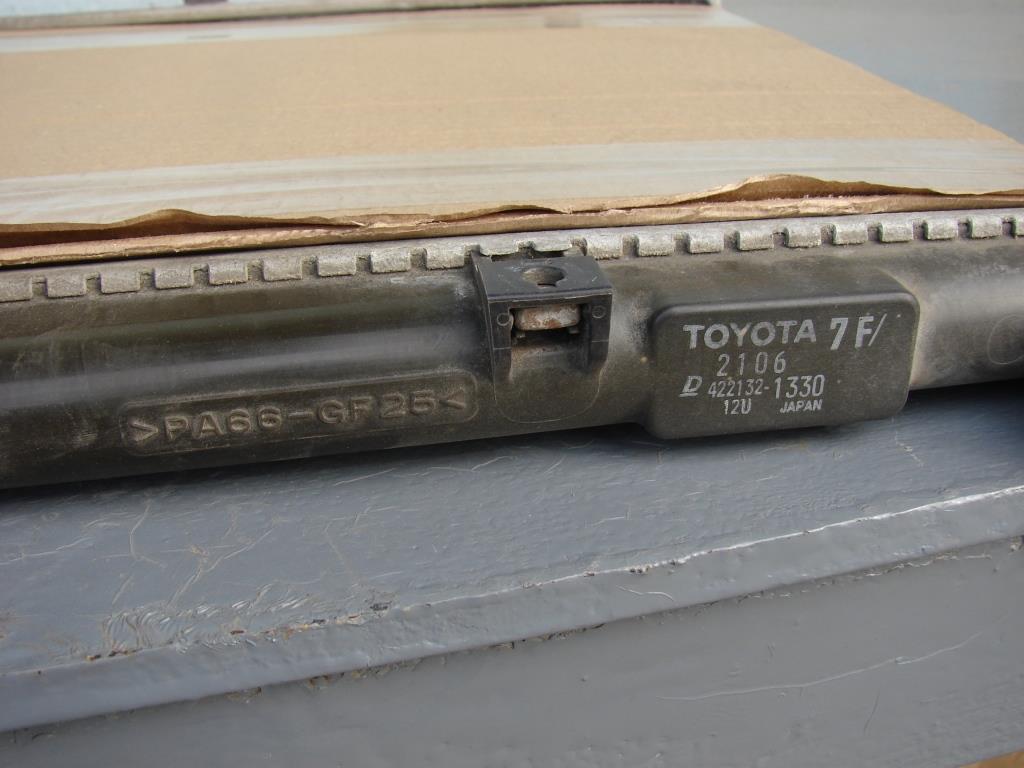 >PA66-GF25<
TOYOTA 7F/
2106
D 422132-1330
12U JAPAN